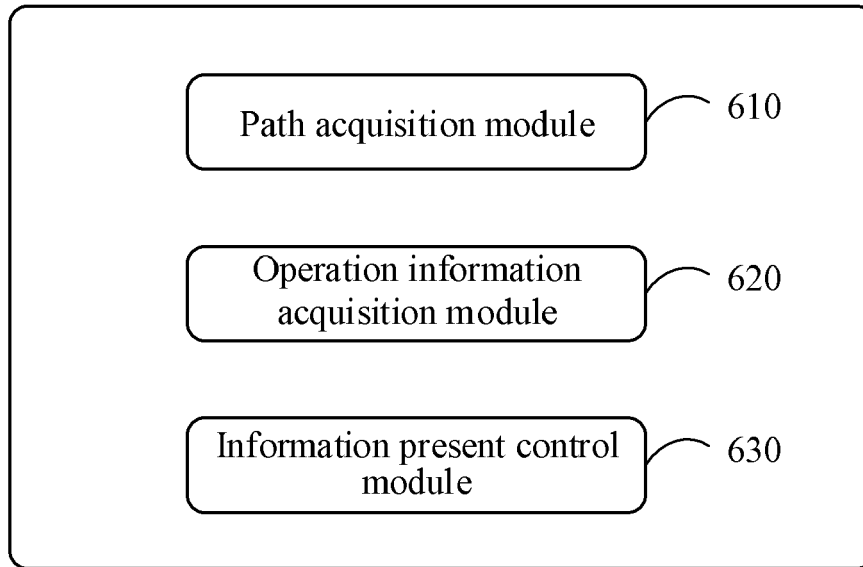 Path acquisition module
610
Operation information
acquisition module
620
Information present control
module
630